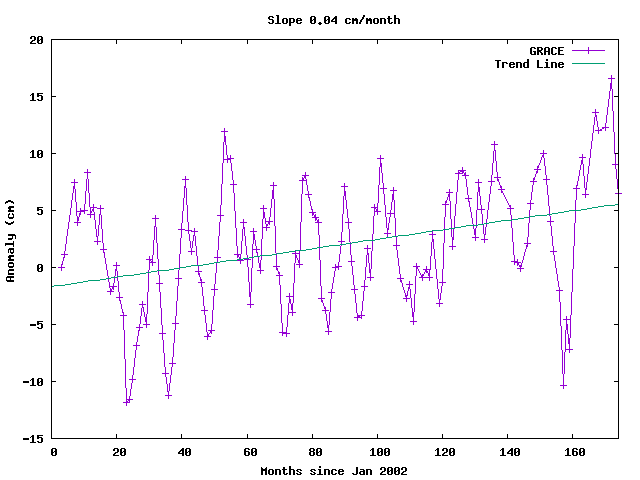 Slope 0.04 cm/month
GRACE
Trend Line
20
15
10
5
0
-5
-10
-15
Anomaly (cm)
0 20 40 60 80 100 120 140 160
Months since Jan 2002